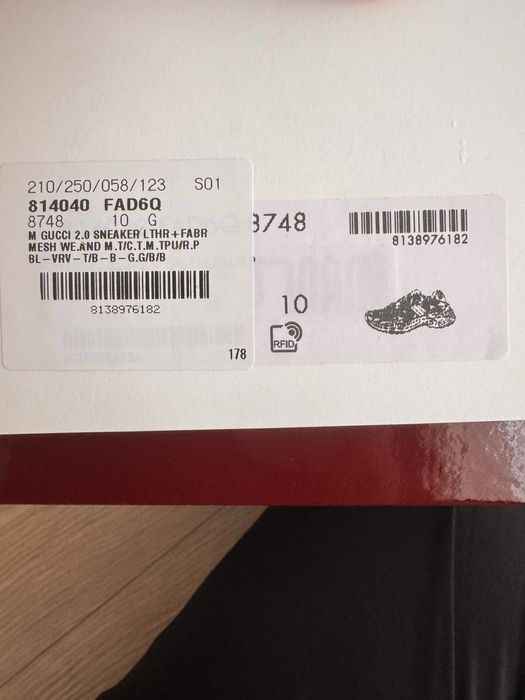 210/250/058/123 S01
814040 FAD6Q
8748 10 G
M GUCCI 2.0 SNEAKER LTHR+FABR
MESH WE.AND M.T/C.T.M.TPU/R.P
BL-VRV-T/B-B-G.G/B/B
8138976182
178
8748
8138976182
10
RFID